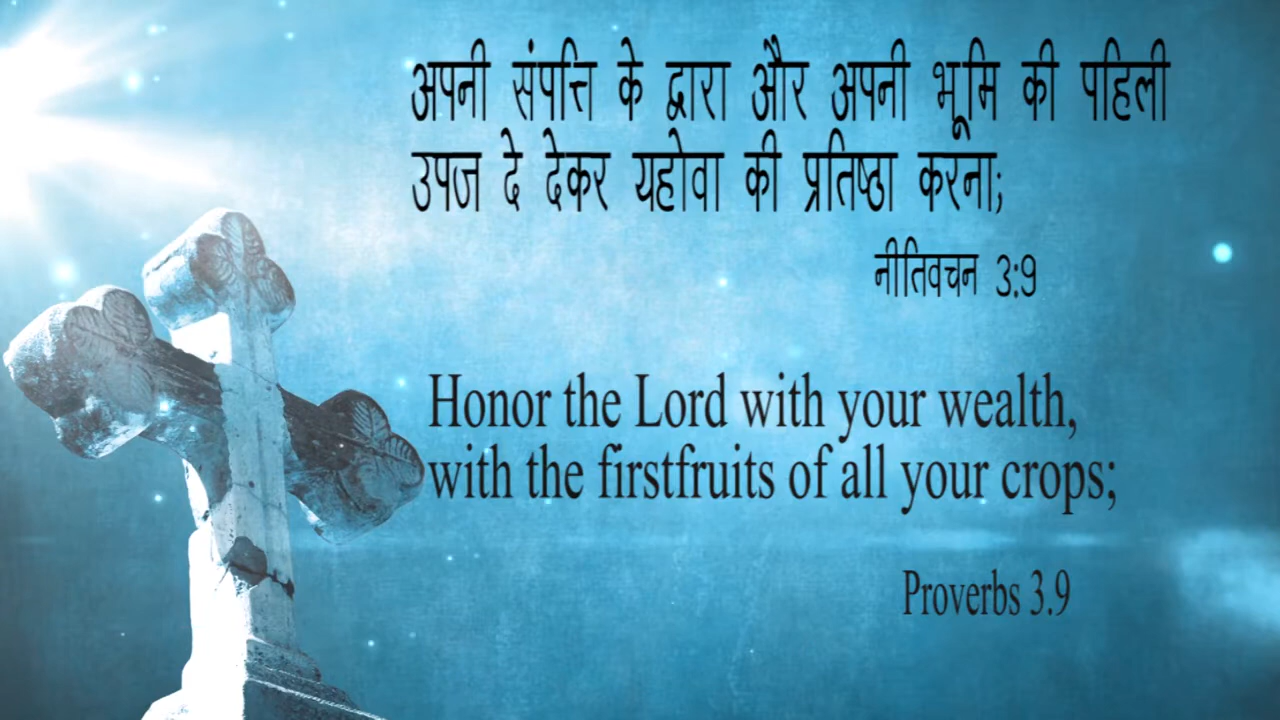 अपनी संपत्ति के द्वारा और अपनी भूमि की पहिली
उपज दे देकर यहोवा की प्रतिष्ठा करना;
नीतिवचन 3:9
Honor the Lord with your wealth,
with the firstfruits of all your crops;
Proverbs 3.9